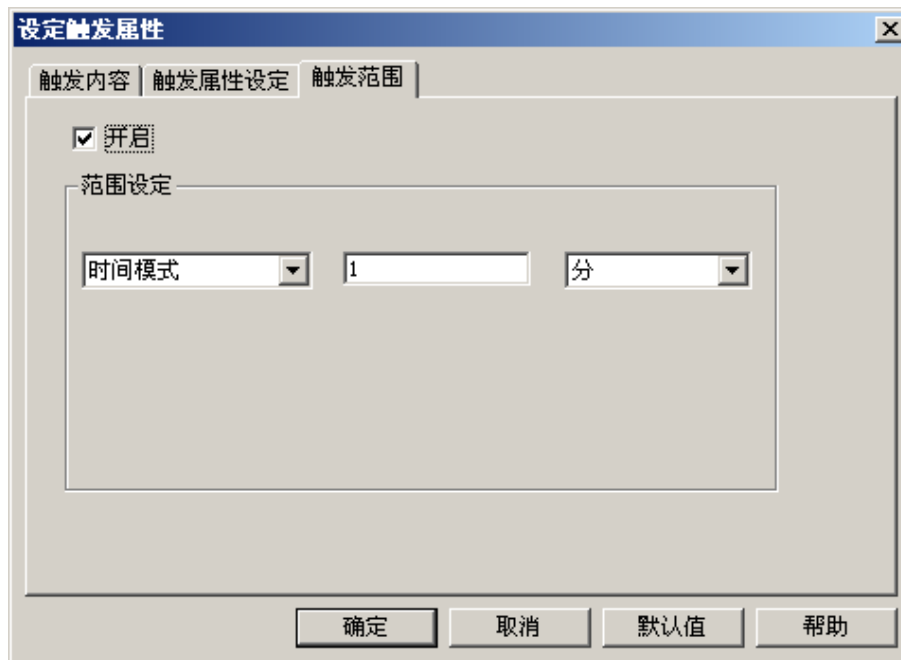 设定触发属性
触发内容 触发属性设定 触发范围
开启
范围设定
时间模式 1 分
确定 取消 默认值 帮助